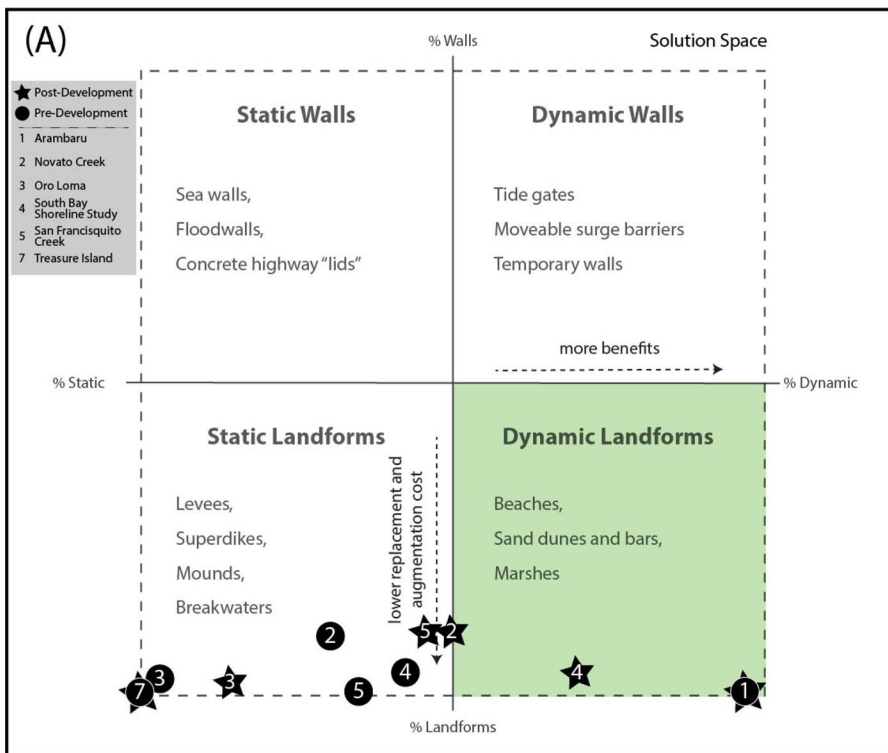 (A)
% Walls
Solution Space
Post-Development
Pre-Development
1 Arambaru
2 Novato Creek
3 Oro Loma
4 South Bay
Shoreline Study
5 San Francisquito
Creek
7 Treasure Island
Static Walls
Dynamic Walls
Sea walls,
Floodwalls,
Concrete highway “lids”
Tide gates
Moveable surge barriers
Temporary walls
more benefits
% Static
% Dynamic
Static Landforms
Dynamic Landforms
lower replacement and
augmentation cost
Levees,
Superdikes,
Mounds,
Breakwaters
Beaches,
Sand dunes and bars,
Marshes
2
5
2
7
3
3
5
4
4
1
% Landforms